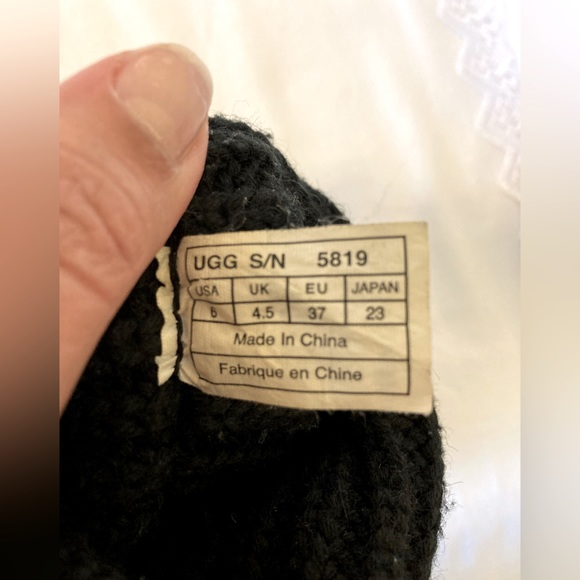 UGG S/N 5819
USA UK EU JAPAN
6 4.5 37 23
Made In China
Fabrique en Chine